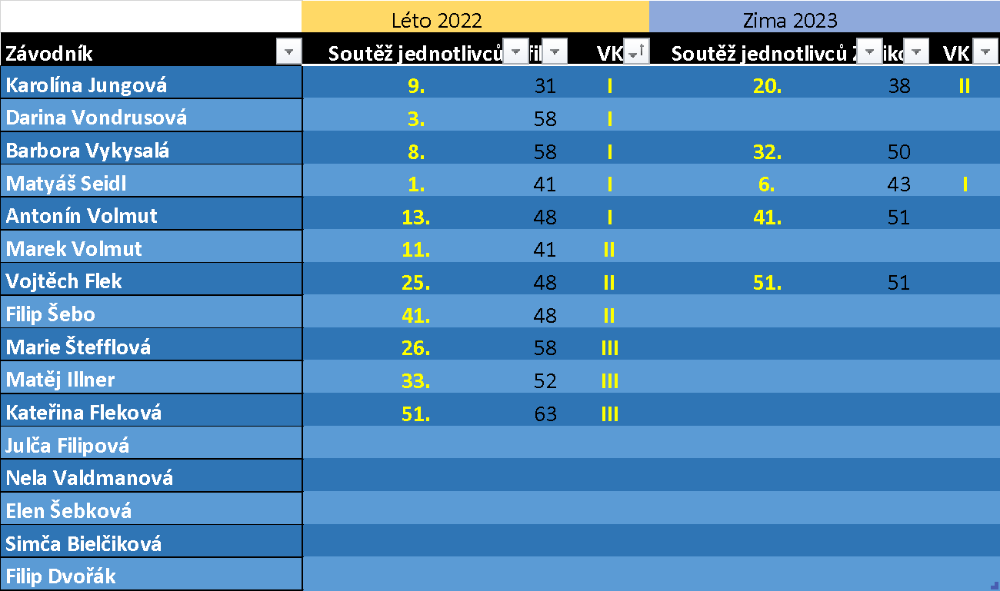 Léto 2022 Zima 2023
Závodník Soutěž jednotlivců VK Soutěž jednotlivců VK
Karolína Jungová 9. 31 I 20. 38 II
Darina Vondrusová 3. 58 I
Barbora Vykysalá 8. 58 I 32. 50
Matyáš Seidl 1. 41 I 6. 43 I
Antonín Volmut 13. 48 I 41. 51
Marek Volmut 11. 41 II
Vojtěch Flek 25. 48 II 51. 51
Filip Šebo 41. 48 II
Marie Štefflová 26. 58 III
Matěj Illner 33. 52 III
Kateřina Fleková 51. 63 III
Julča Filipová
Nela Valdmanová
Elen Šebková
Simča Bielčiková
Filip Dvořák